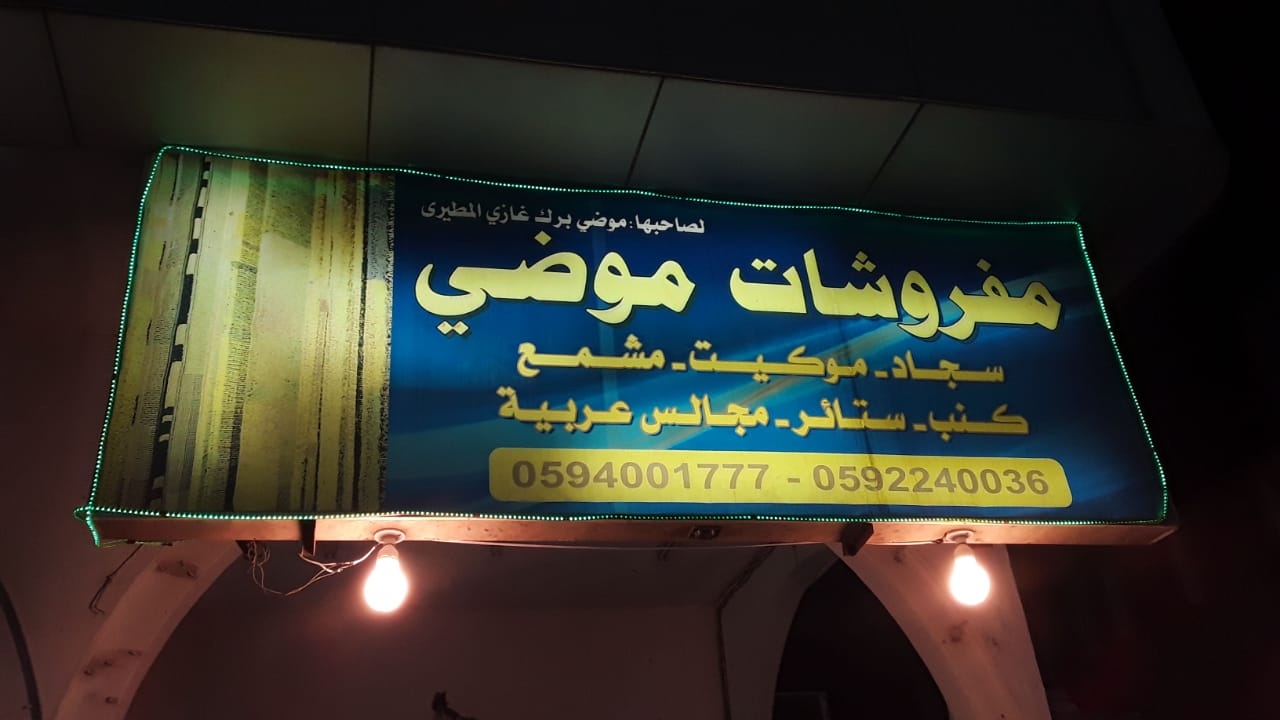 لصاحبها: موضي برك غازي المطيرى
مفروشات موضي
سجاد - موكيت - مشمع
كنب - ستائر - مجالس عربية
0594001777 - 0592240036